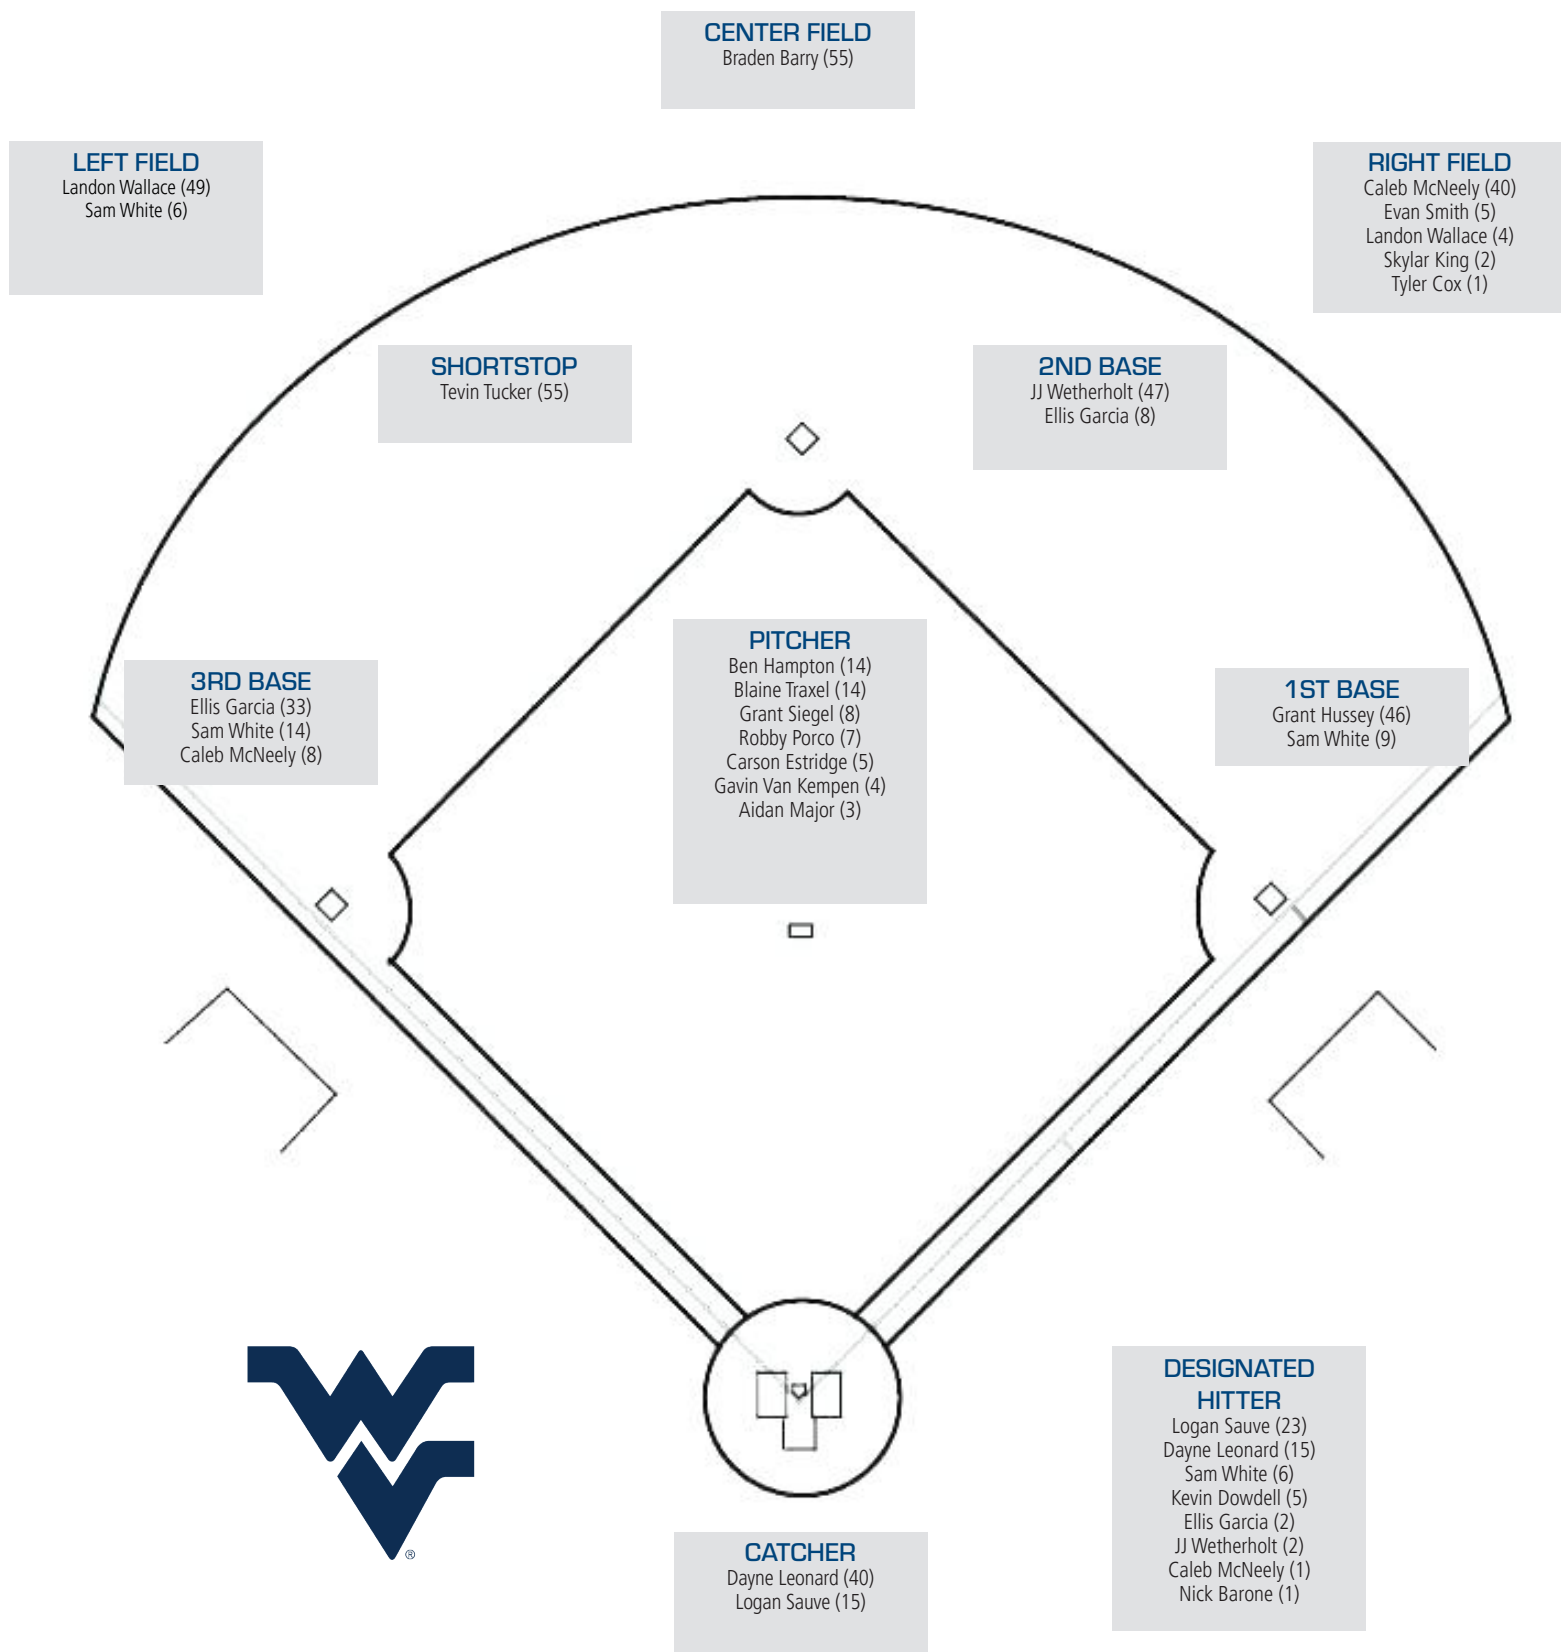 CENTER FIELD
Braden Barry (55)
LEFT FIELD
Landon Wallace (49)
Sam White (6)
RIGHT FIELD
Caleb McNeely (40)
Evan Smith (5)
Landon Wallace (4)
Skylar King (2)
Tyler Cox (1)
SHORTSTOP
Tevin Tucker (55)
2ND BASE
JJ Wetherholt (47)
Ellis Garcia (8)
PITCHER
Ben Hampton (14)
Blaine Traxel (14)
Grant Siegel (8)
Robby Porco (7)
Carson Estridge (5)
Gavin Van Kempen (4)
Aidan Major (3)
3RD BASE
Ellis Garcia (33)
Sam White (14)
Caleb McNeely (8)
1ST BASE
Grant Hussey (46)
Sam White (9)
WV
®
DESIGNATED
HITTER
Logan Sauve (23)
Dayne Leonard (15)
Sam White (6)
Kevin Dowdell (5)
Ellis Garcia (2)
JJ Wetherholt (2)
Caleb McNeely (1)
Nick Barone (1)
CATCHER
Dayne Leonard (40)
Logan Sauve (15)